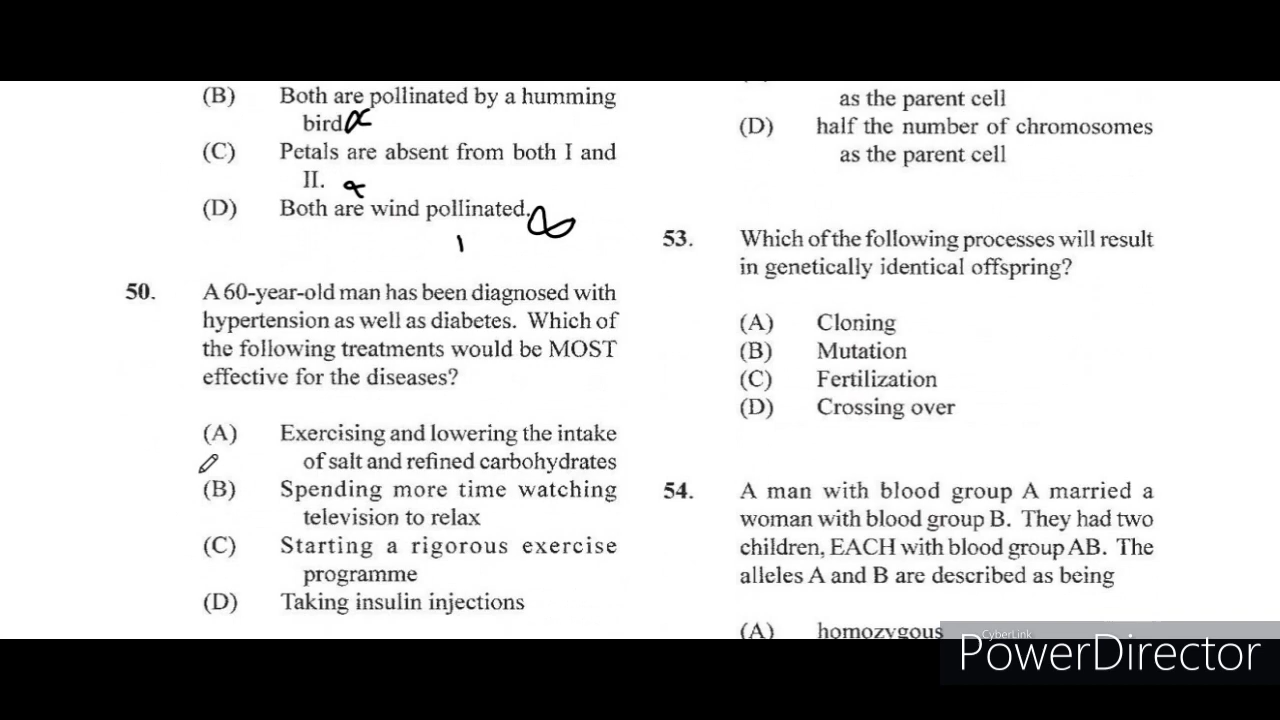 (B) Both are pollinated by a humming
bird
(C) Petals are absent from both I and
II.
(D) Both are wind pollinated.
50. A 60-year-old man has been diagnosed with
hypertension as well as diabetes. Which of
the following treatments would be MOST
effective for the diseases?
(A) Exercising and lowering the intake
of salt and refined carbohydrates
(B) Spending more time watching
television to relax
(C) Starting a rigorous exercise
programme
(D) Taking insulin injections
as the parent cell
(D) half the number of chromosomes
as the parent cell
53. Which of the following processes will result
in genetically identical offspring?
(A) Cloning
(B) Mutation
(C) Fertilization
(D) Crossing over
54. A man with blood group A married a
woman with blood group B. They had two
children, EACH with blood group AB. The
alleles A and B are described as being
(A) homozygous
CyberLink
PowerDirector